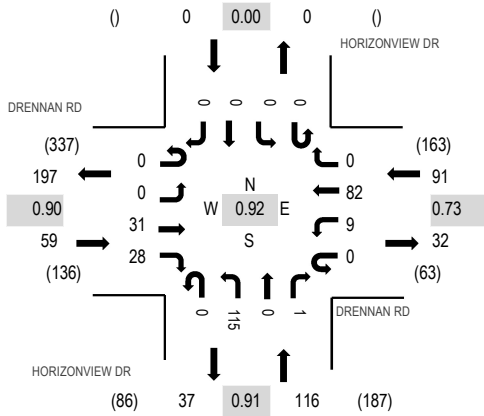 () 0 0.00 0 ()
HORIZONVIEW DR
DRENNAN RD
0 0 0 0
(337) (163)
197 0 0 91
N
0 82
0.90 W 0.92 E 0.73
31 9
S
59 28 0 32
(136) (63)
0 115 0 1
DRENNAN RD
HORIZONVIEW DR
(86) 37 0.91 116 (187)